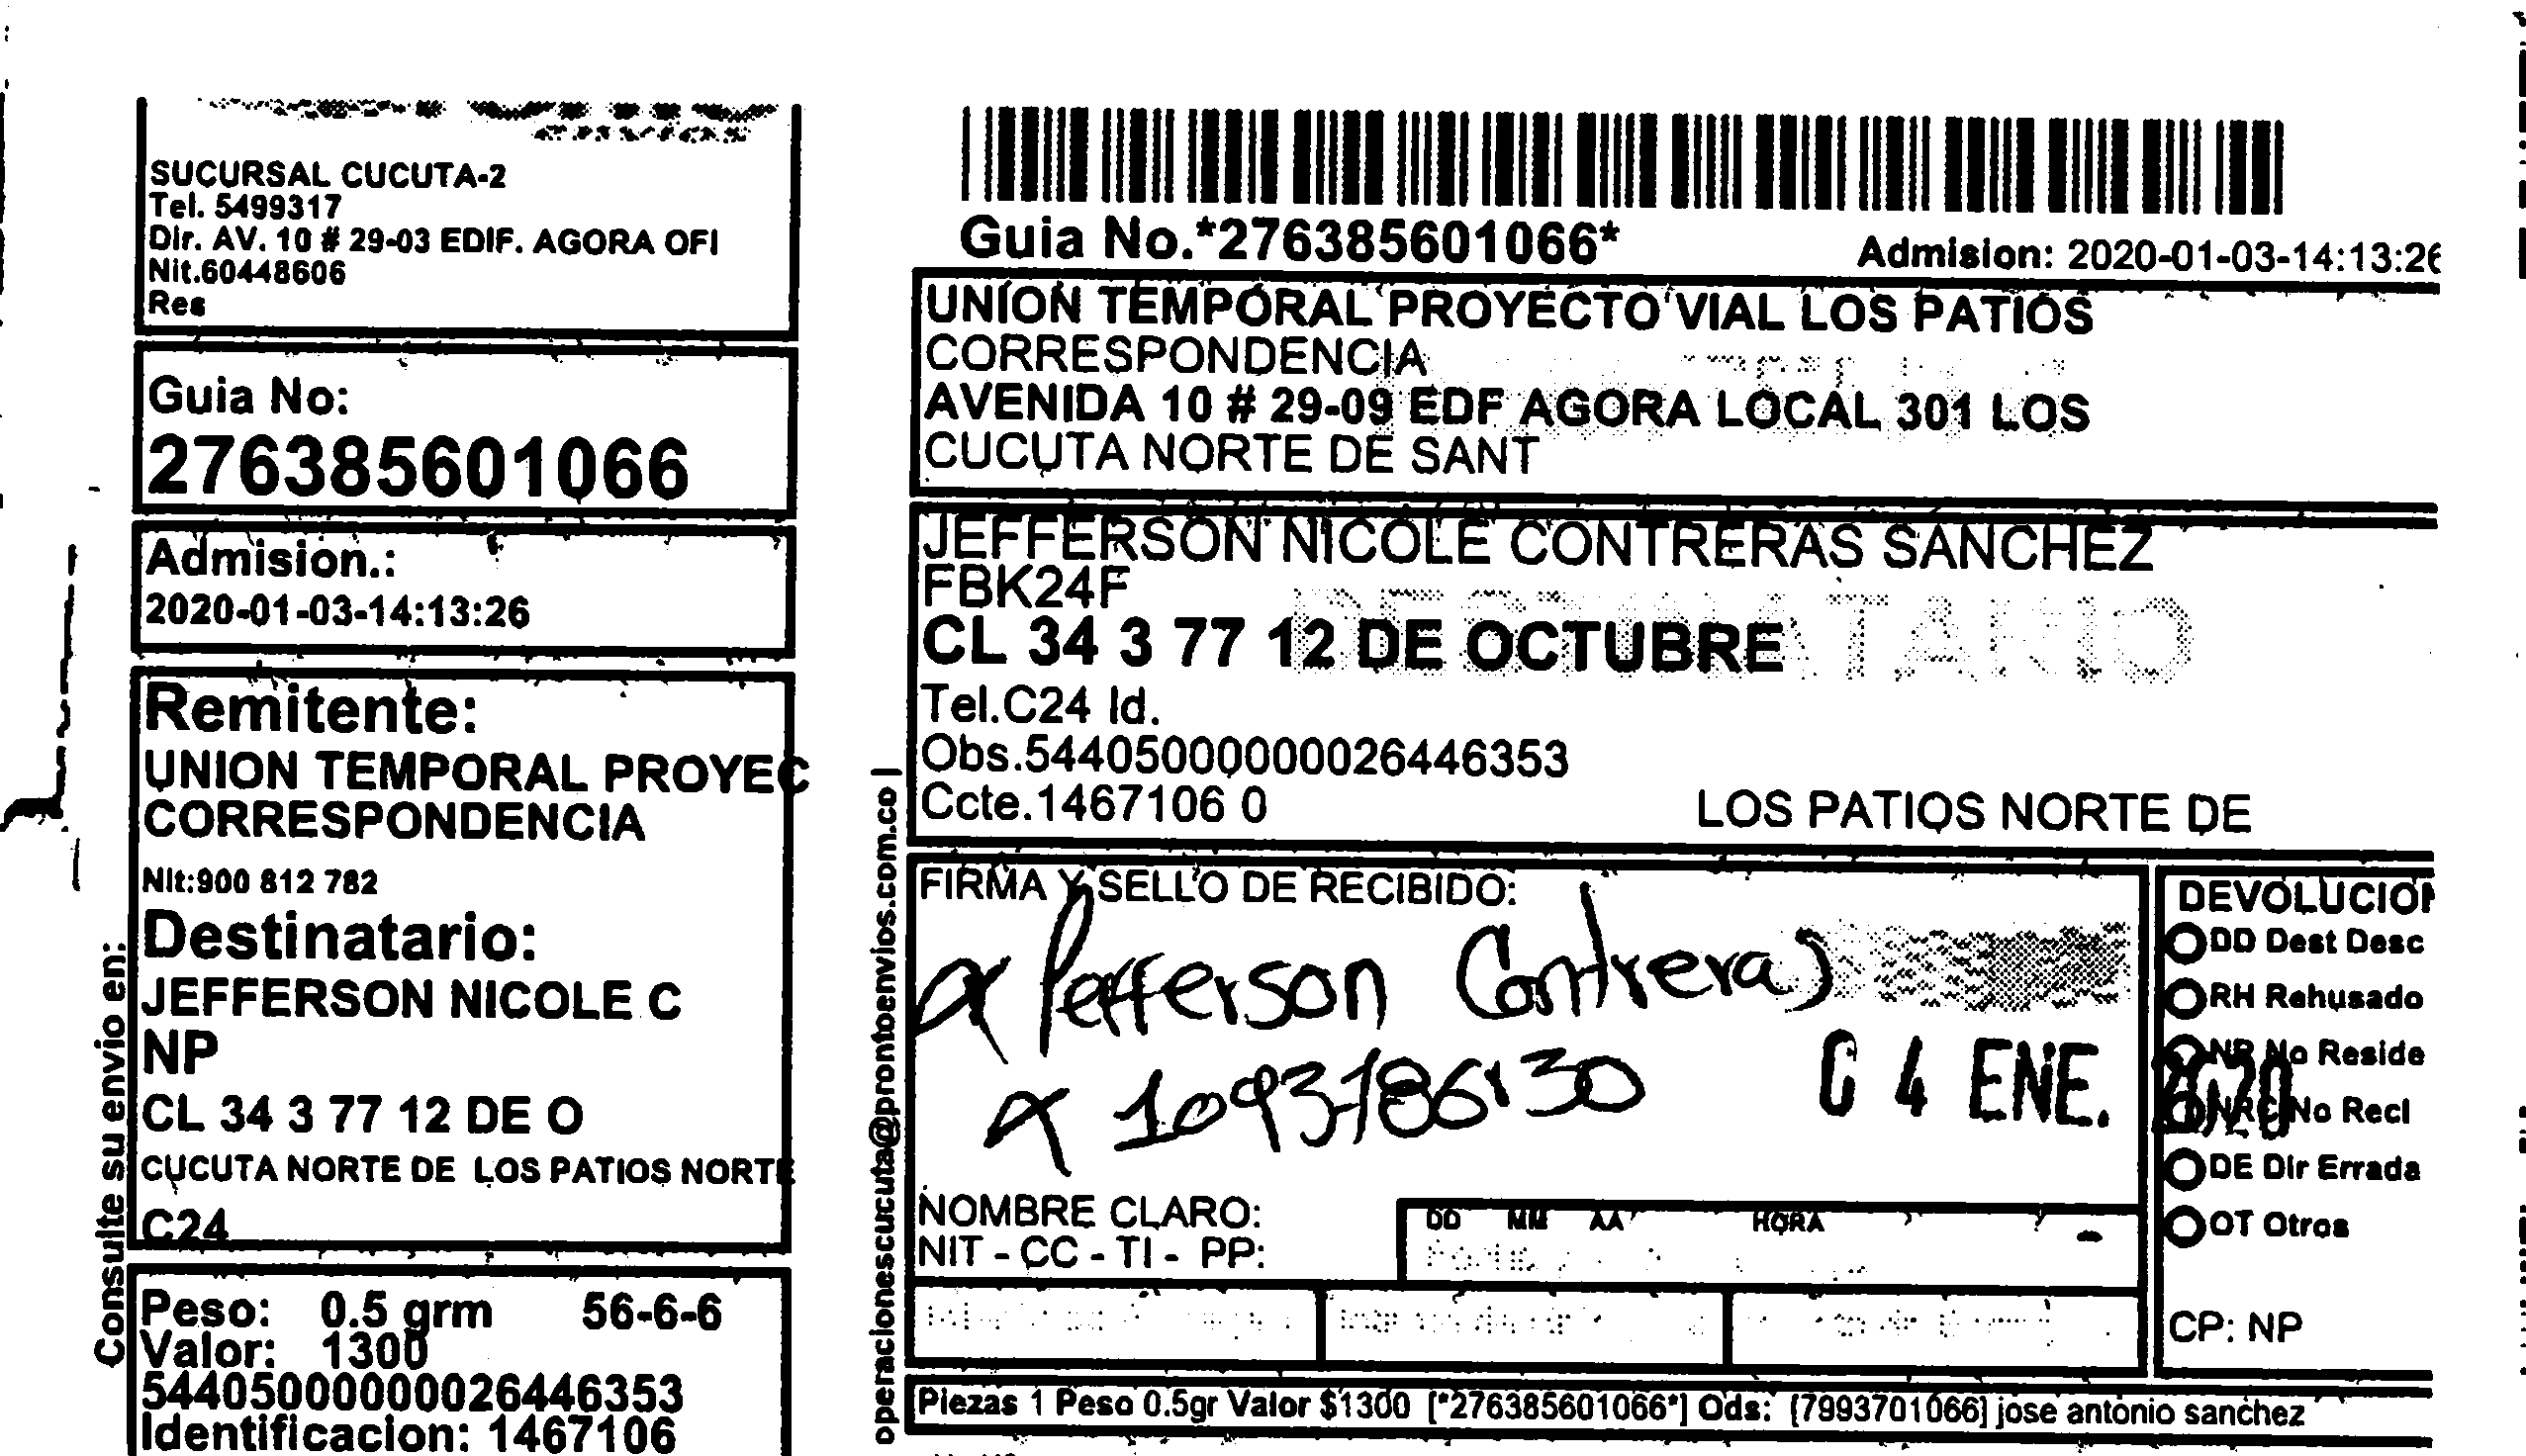 SUCURSAL CUCUTA-2
Tel. 5499317
Dir. AV. 10 # 29-03 EDIF. AGORA OFI
Nit.60448606
Res
Guia No:
276385601066
Admision.:
2020-01-03-14:13:26
Remitente:
UNION TEMPORAL PROYEC
CORRESPONDENCIA
Nit:900 812 782
Destinatario:
JEFFERSON NICOLE C
NP
CL 34 3 77 12 DE O
CUCUTA NORTE DE LOS PATIOS NORTE
C24
Peso: 0.5 grm 56-6-6
Valor: 1300
544050000000026446353
Identificacion: 1467106
Consulte su envio en:
operacionescucuta@prontoenvios.com.co |
Guia No.*276385601066*
Admision: 2020-01-03-14:13:26
UNION TEMPORAL PROYECTO VIAL LOS PATIOS
CORRESPONDENCIA
AVENIDA 10 # 29-09 EDF AGORA LOCAL 301 LOS
CUCUTA NORTE DE SANT
JEFFERSON NICOLE CONTRERAS SANCHEZ
FBK24F
DESTINATARIO
CL 34 3 77 12 DE OCTUBRE
Tel.C24 Id.
Obs.544050000000026446353
Ccte.1467106 0
LOS PATIOS NORTE DE
FIRMA Y SELLO DE RECIBIDO:
x Jefferson Contreras
x 1093786130
04 ENE. 2020
NOMBRE CLARO:
NIT - CC - TI - PP:
DD MM AA HORA
DEVOLUCION
DD Dest Desc
RH Rehusado
NR No Reside
NRC No Recl
DE Dir Errada
OT Otros
CP: NP
Piezas 1 Peso 0.5gr Valor $1300 [*276385601066*] Ods: [7993701066] jose antonio sanchez